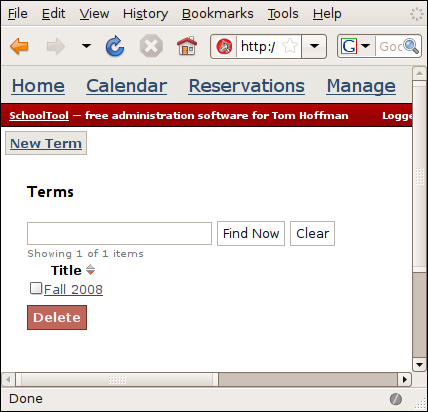 File Edit View History Bookmarks Tools Help
http:/ G Goc
Home Calendar Reservations Manage
SchoolTool — free administration software for Tom Hoffman Logge
New Term
Terms
Find Now Clear
Showing 1 of 1 items
Title
Fall 2008
Delete
Done